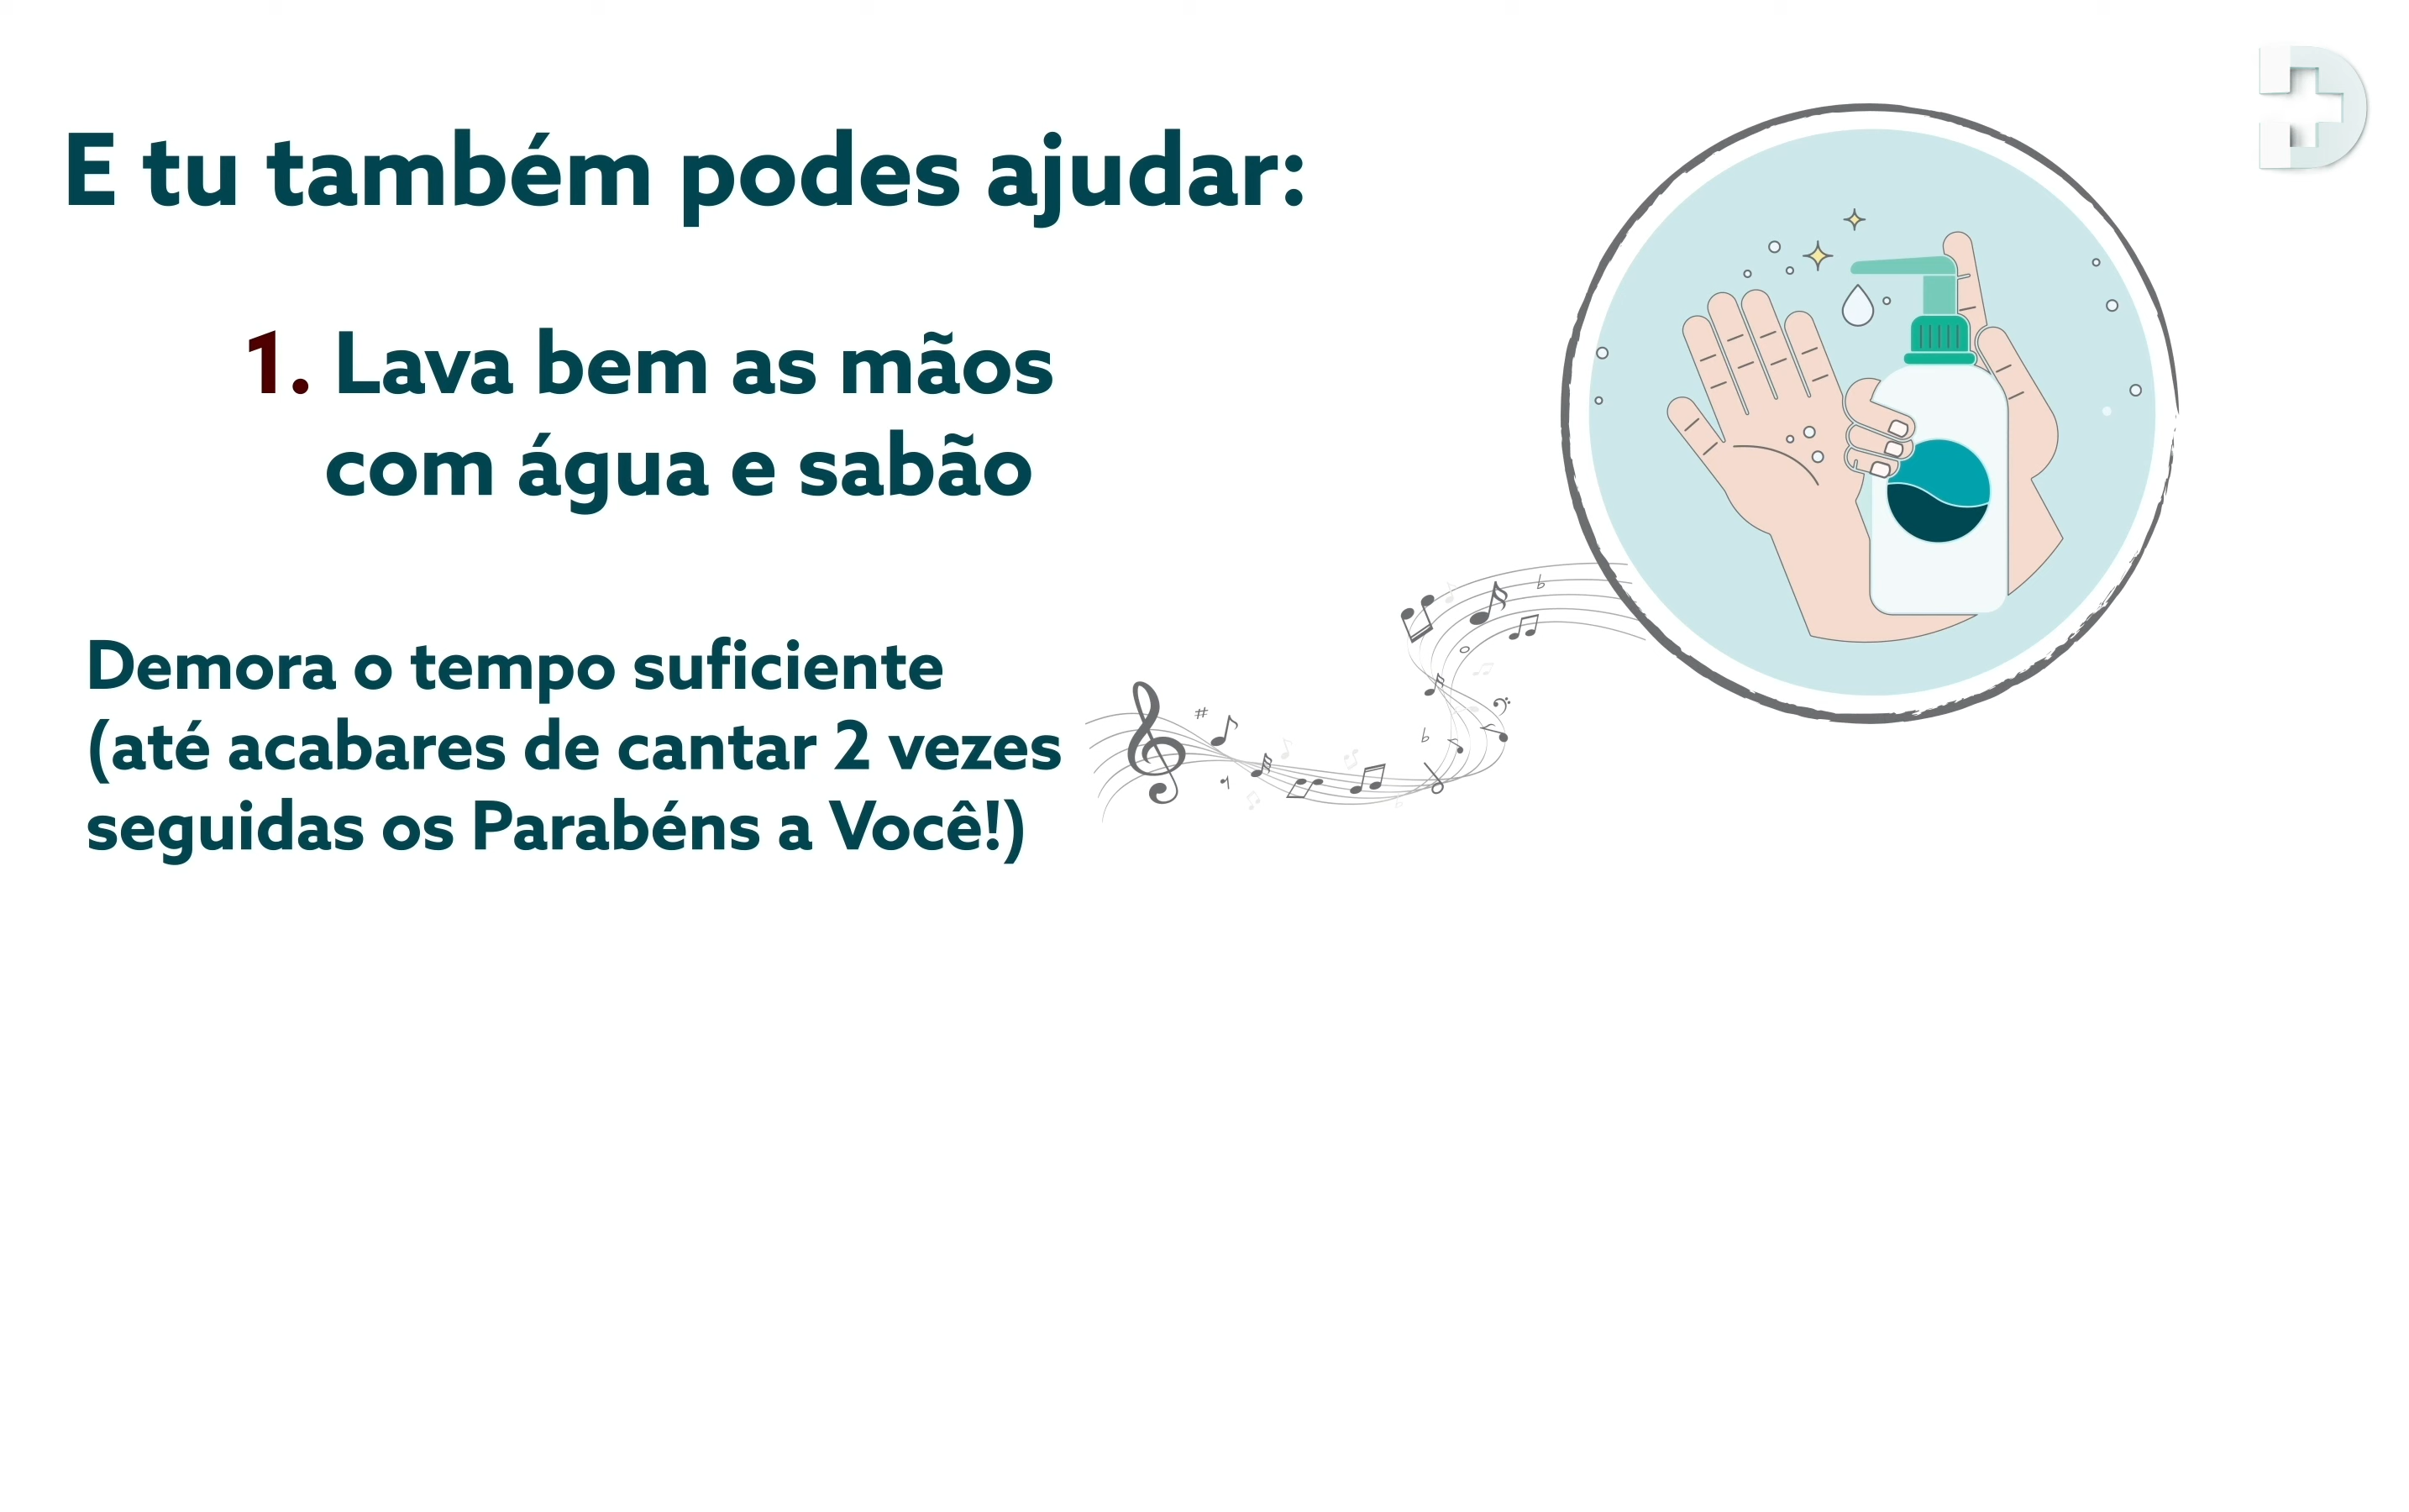 E tu também podes ajudar:
1. Lava bem as mãos
com água e sabão
Demora o tempo suficiente
(até acabares de cantar 2 vezes
seguidas os Parabéns a Você!)